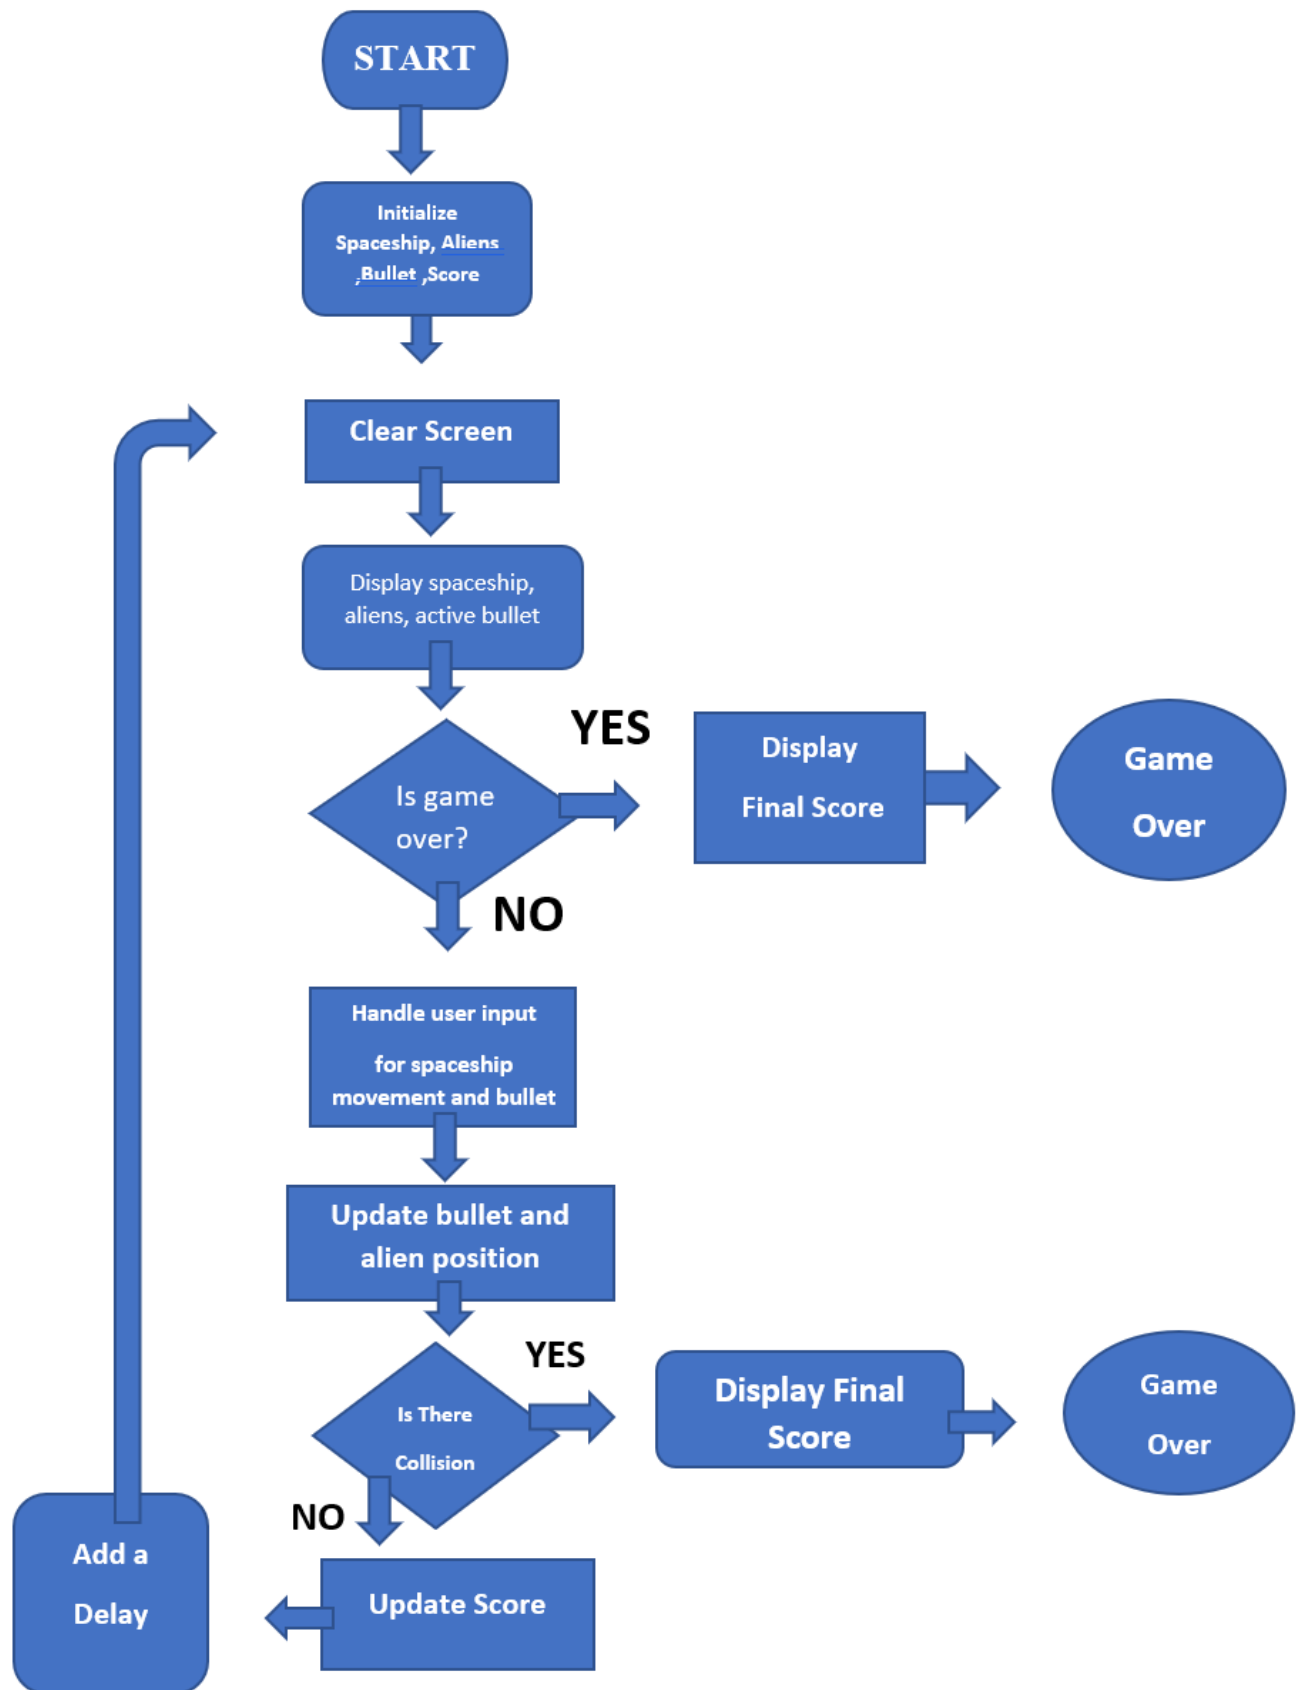 START
Initialize
Spaceship, Aliens
,Bullet ,Score
Clear Screen
Display spaceship,
aliens, active bullet
YES
Is game
over?
Display
Final Score
Game
Over
NO
Handle user input
for spaceship
movement and bullet
Update bullet and
alien position
YES
Is There
Collision
Display Final
Score
Game
Over
NO
Update Score
Add a
Delay